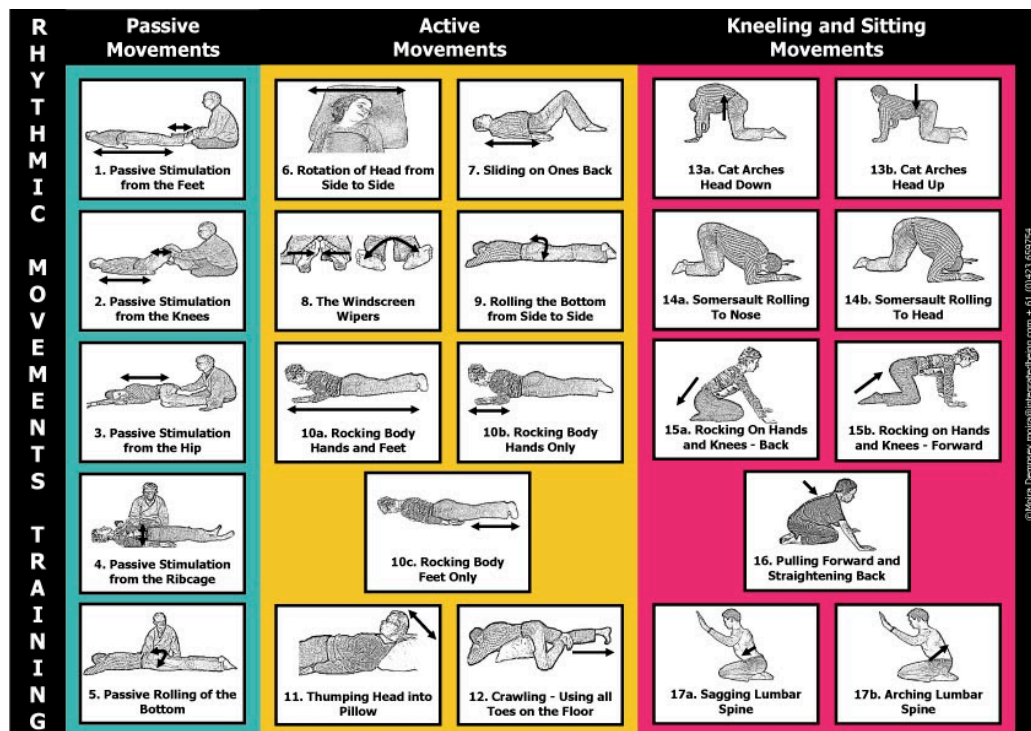 RHYTHMIC MOVEMENTS TRAINING
Passive
Movements
Active
Movements
Kneeling and Sitting
Movements
1. Passive Stimulation
from the Feet
6. Rotation of Head from
Side to Side
7. Sliding on Ones Back
13a. Cat Arches
Head Down
13b. Cat Arches
Head Up
2. Passive Stimulation
from the Knees
8. The Windscreen
Wipers
9. Rolling the Bottom
from Side to Side
14a. Somersault Rolling
To Nose
14b. Somersault Rolling
To Head
3. Passive Stimulation
from the Hip
10a. Rocking Body
Hands and Feet
10b. Rocking Body
Hands Only
15a. Rocking On Hands
and Knees - Back
15b. Rocking on Hands
and Knees - Forward
4. Passive Stimulation
from the Ribcage
10c. Rocking Body
Feet Only
16. Pulling Forward and
Straightening Back
5. Passive Rolling of the
Bottom
11. Thumping Head into
Pillow
12. Crawling - Using all
Toes on the Floor
17a. Sagging Lumbar
Spine
17b. Arching Lumbar
Spine
©Moira Dempsey